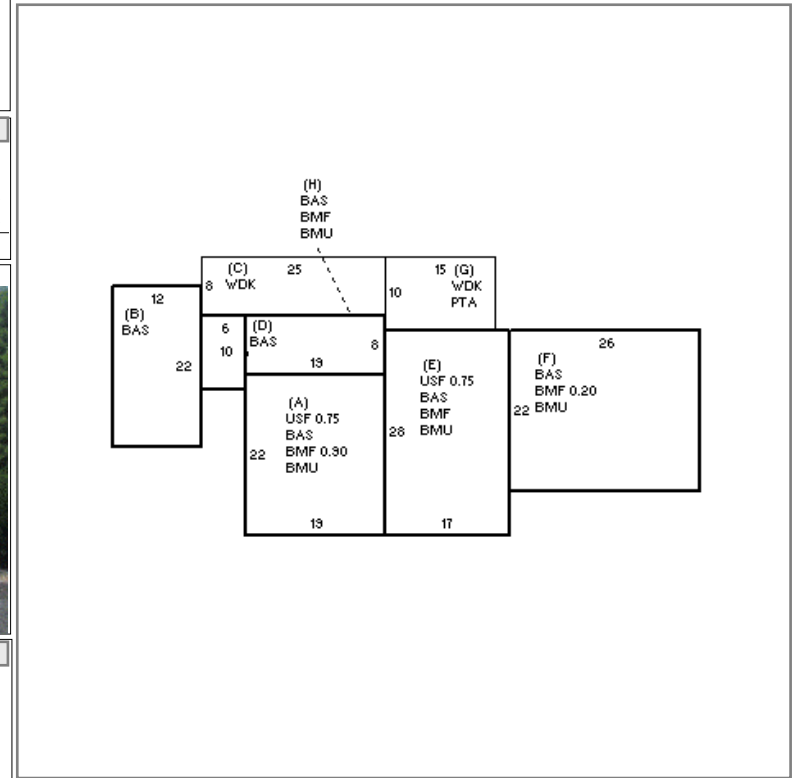 (H)
BAS
BMF
BMU
(C) 25
8 WDK
15 (G)
10 WDK
PTA
12
(B)
BAS
22
6
10
(D)
BAS
8
19
(A)
USF 0.75
BAS
BMF 0.90
BMU
22
19
(E)
USF 0.75
BAS
BMF
BMU
28
17
26
(F)
BAS
BMF 0.20
22 BMU